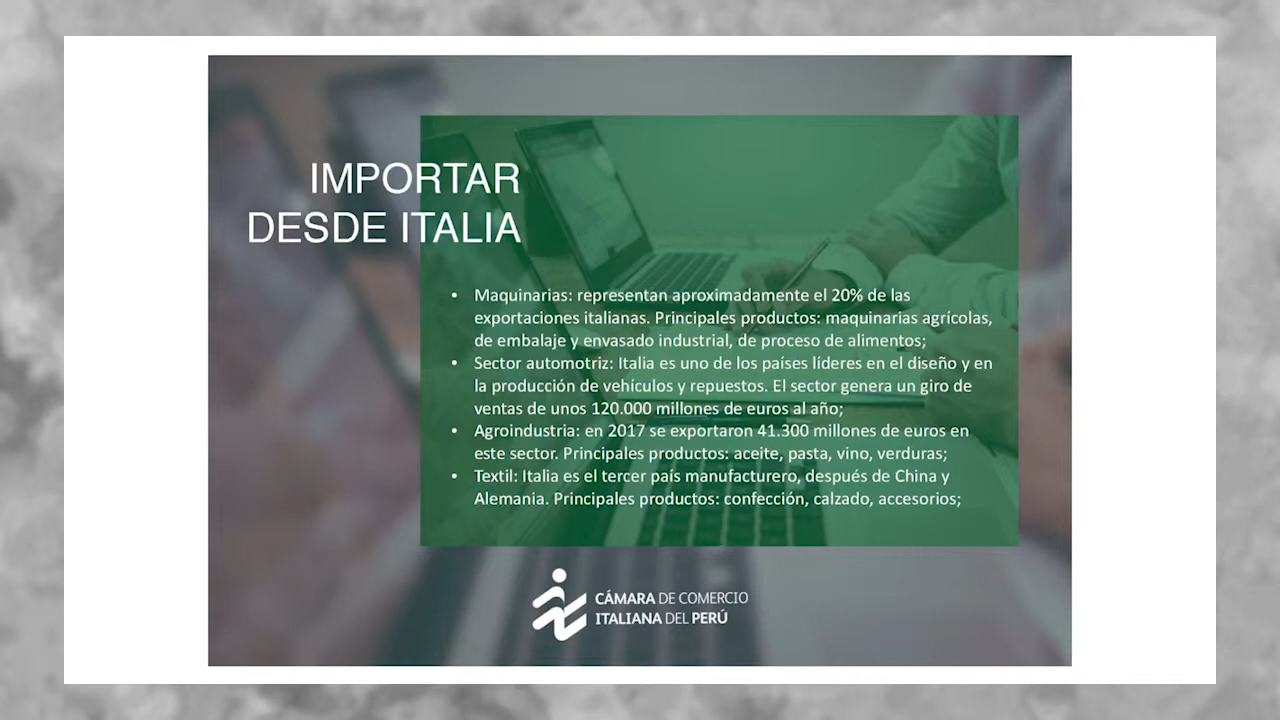 IMPORTAR
DESDE ITALIA
• Maquinarias: representan aproximadamente el 20% de las
exportaciones italianas. Principales productos: maquinarias agrícolas,
de embalaje y envasado industrial, de proceso de alimentos;
• Sector automotriz: Italia es uno de los países líderes en el diseño y en
la producción de vehículos y repuestos. El sector genera un giro de
ventas de unos 120.000 millones de euros al año;
• Agroindustria: en 2017 se exportaron 41.300 millones de euros en
este sector. Principales productos: aceite, pasta, vino, verduras;
• Textil: Italia es el tercer país manufacturero, después de China y
Alemania. Principales productos: confección, calzado, accesorios;
CÁMARA DE COMERCIO
ITALIANA DEL PERÚ